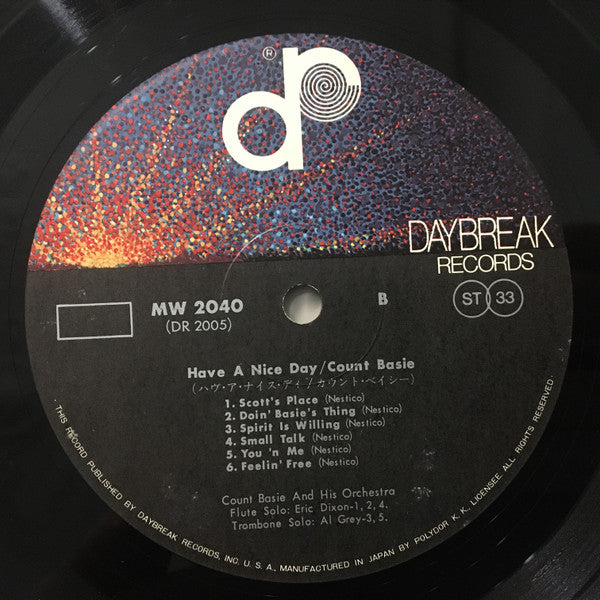 dr
®
DAYBREAK
RECORDS
MW 2040
(DR 2005)
B
ST 33
Have A Nice Day/Count Basie
(ハヴ・ア・ナイス・デイ/カウント・ベイシー)
1. Scott's Place (Nestico)
2. Doin' Basie's Thing (Nestico)
3. Spirit Is Willing (Nestico)
4. Small Talk (Nestico)
5. You 'n Me (Nestico)
6. Feelin' Free (Nestico)
Count Basie And His Orchestra
Flute Solo: Eric Dixon-1, 2, 4.
Trombone Solo: Al Grey-3, 5.
THIS RECORD PUBLISHED BY DAYBREAK RECORDS, INC. U.S.A., MANUFACTURED IN JAPAN BY POLYDOR K.K. LICENSEE ALL RIGHTS RESERVED.